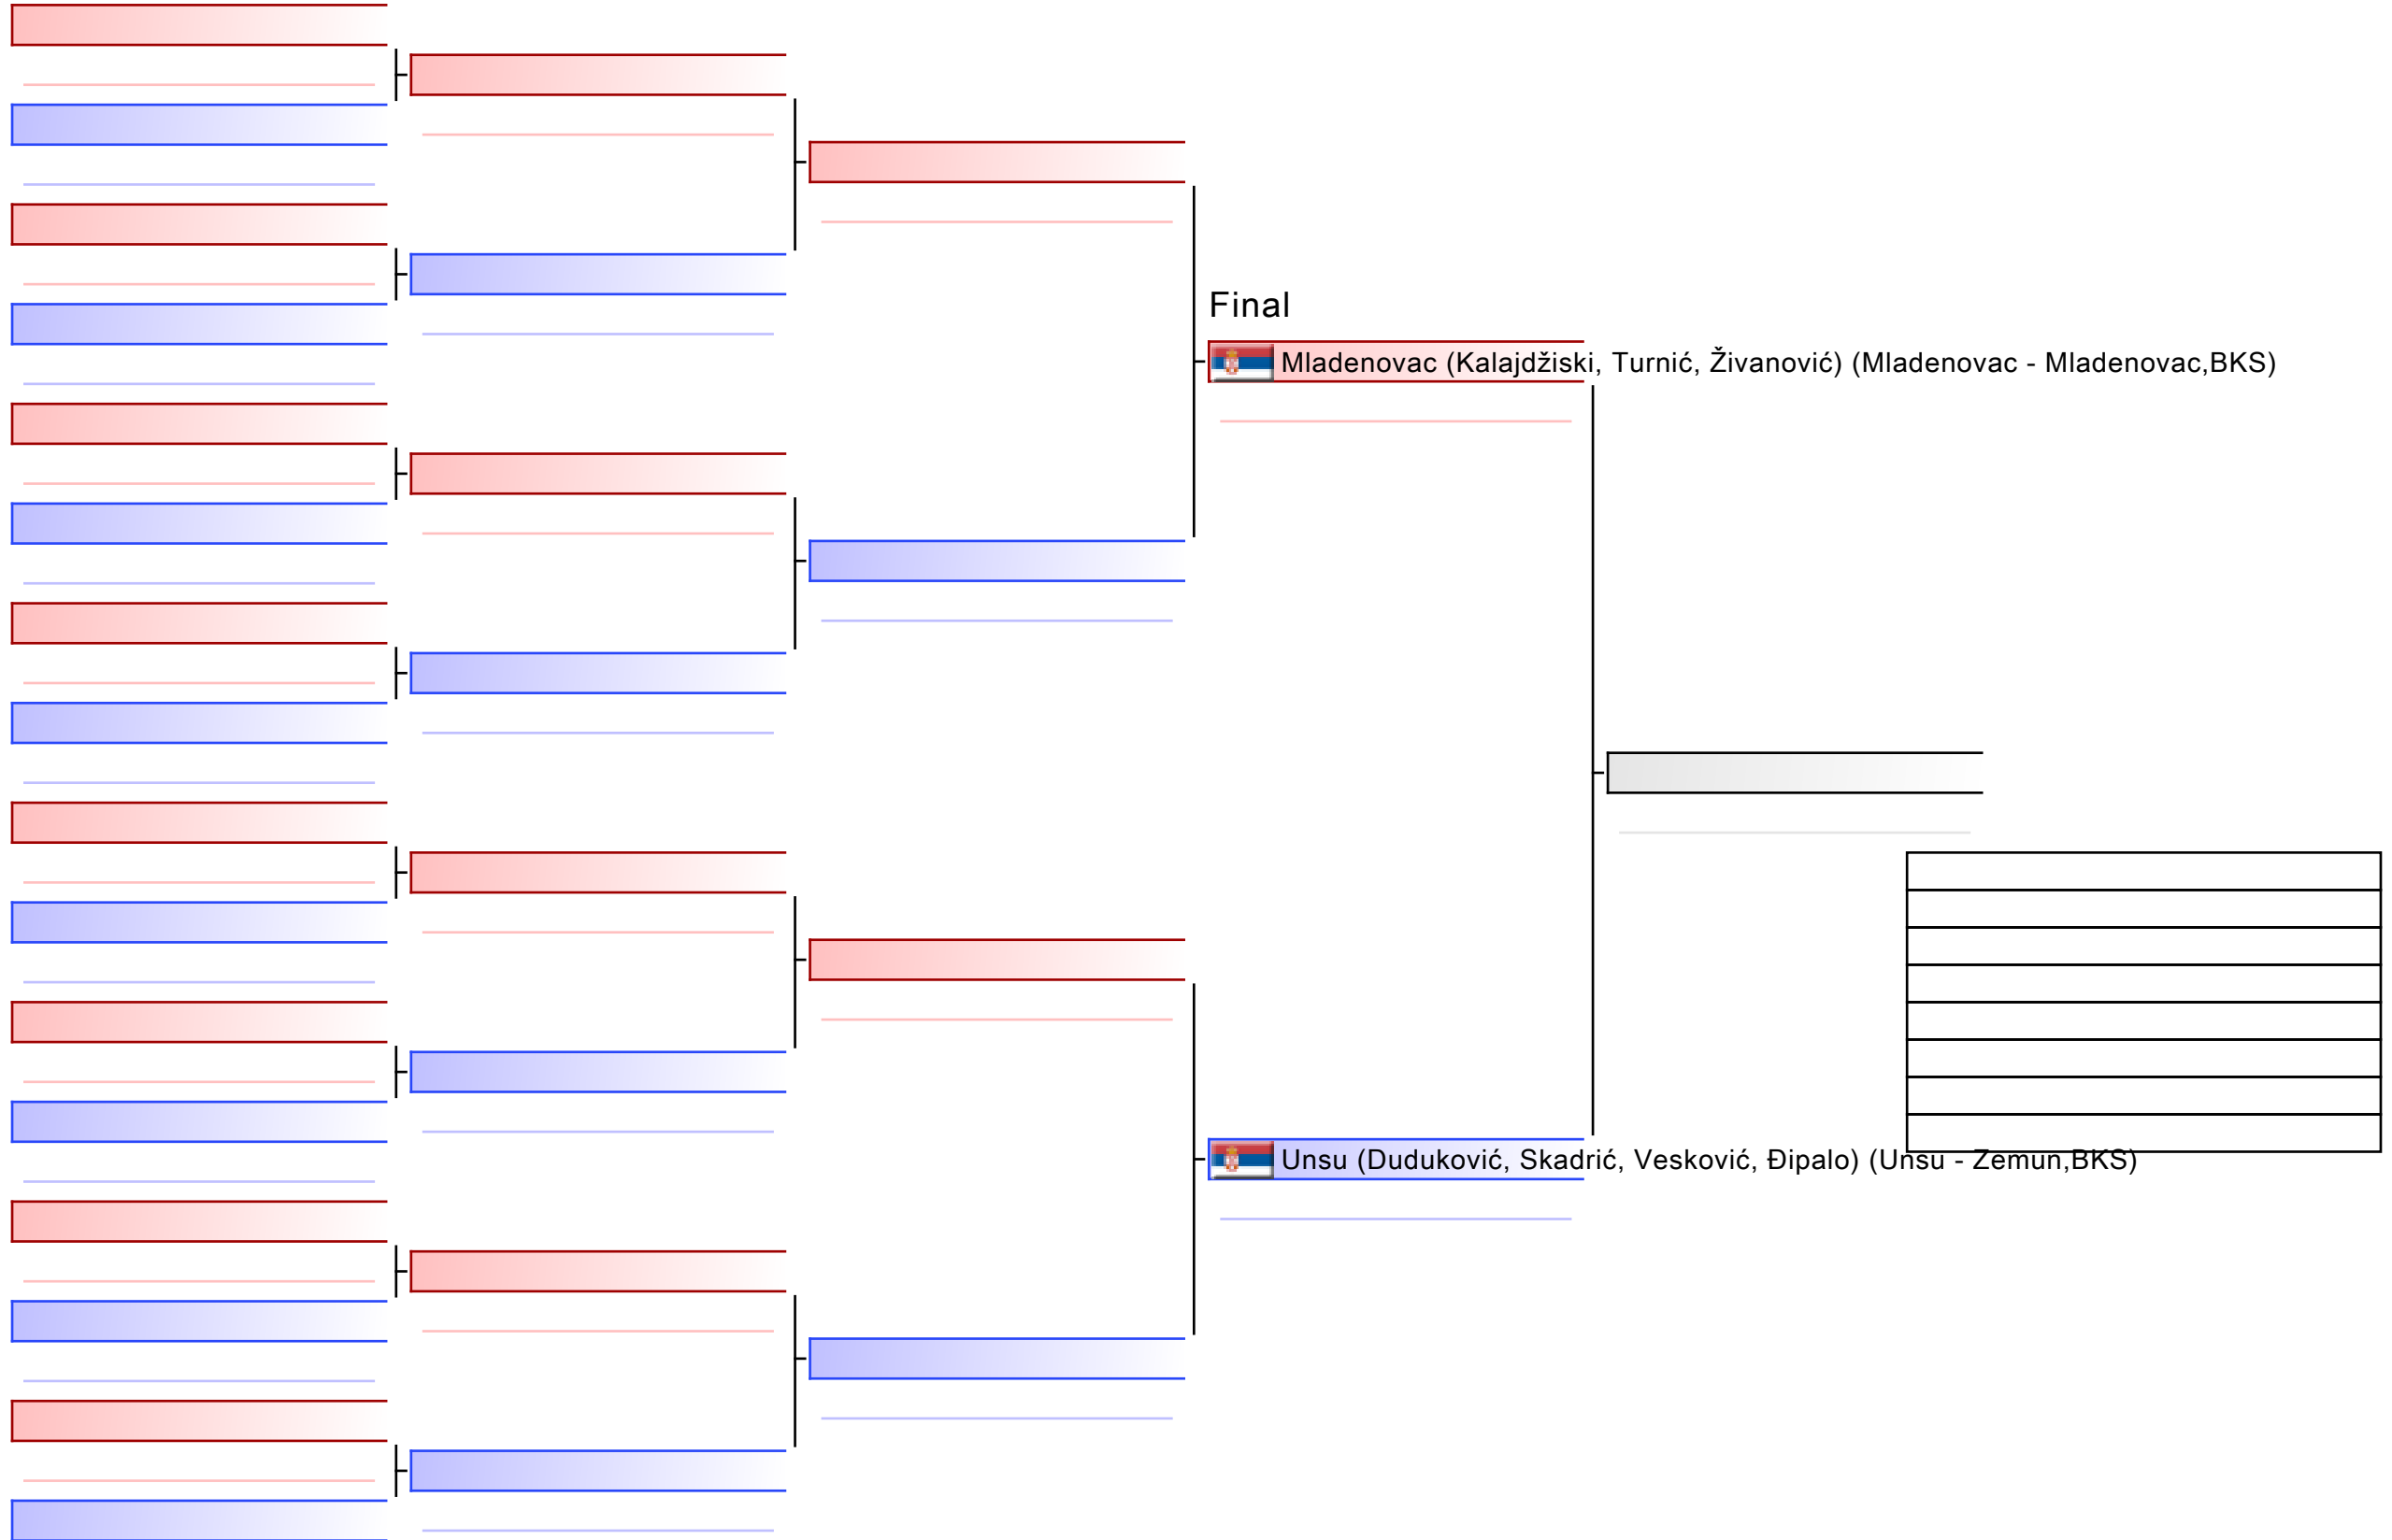 Final
Mladenovac (Kalajdžiski, Turnić, Živanović) (Mladenovac - Mladenovac,BKS)
Unsu (Duduković, Skadrić, Vesković, Đipalo) (Unsu - Zemun,BKS)